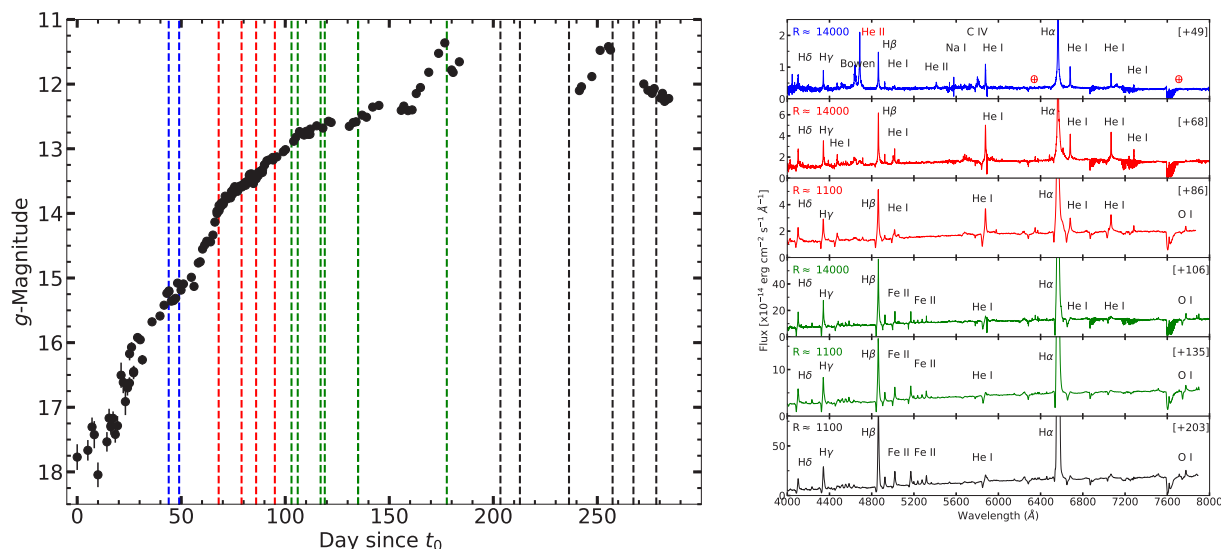 11
12
13
14
15
16
17
18
g-Magnitude
0 50 100 150 200 250
Day since t₀
R≈ 14000 He II C IV Hα [+49]
Hδ Hγ Bowen Hβ He I He II Na I He I He I He I He I ⊕ ⊕
2
1
0
R≈ 14000 Hβ Hα [+68]
Hδ Hγ He I He I He I He I He I He I
6
4
2
0
R≈ 1100 Hβ Hα [+86]
Hδ Hγ He I He I He I He I O I
4
2
0
R≈ 14000 Hα [+106]
Hδ Hγ Hβ Fe II Fe II He I He I He I O I
40
20
0
R≈ 1100 Hβ Fe II Hα [+135]
Hδ Hγ Fe II He I O I
10
5
0
R≈ 1100 Hβ Hα [+203]
Hδ Hγ Fe II Fe II He I O I
50
25
0
4000 4400 4800 5200 5600 6000 6400 6800 7200 7600 8000
Wavelength (Å)
Flux [x10⁻¹⁴ erg cm⁻² s⁻¹ Å⁻¹]